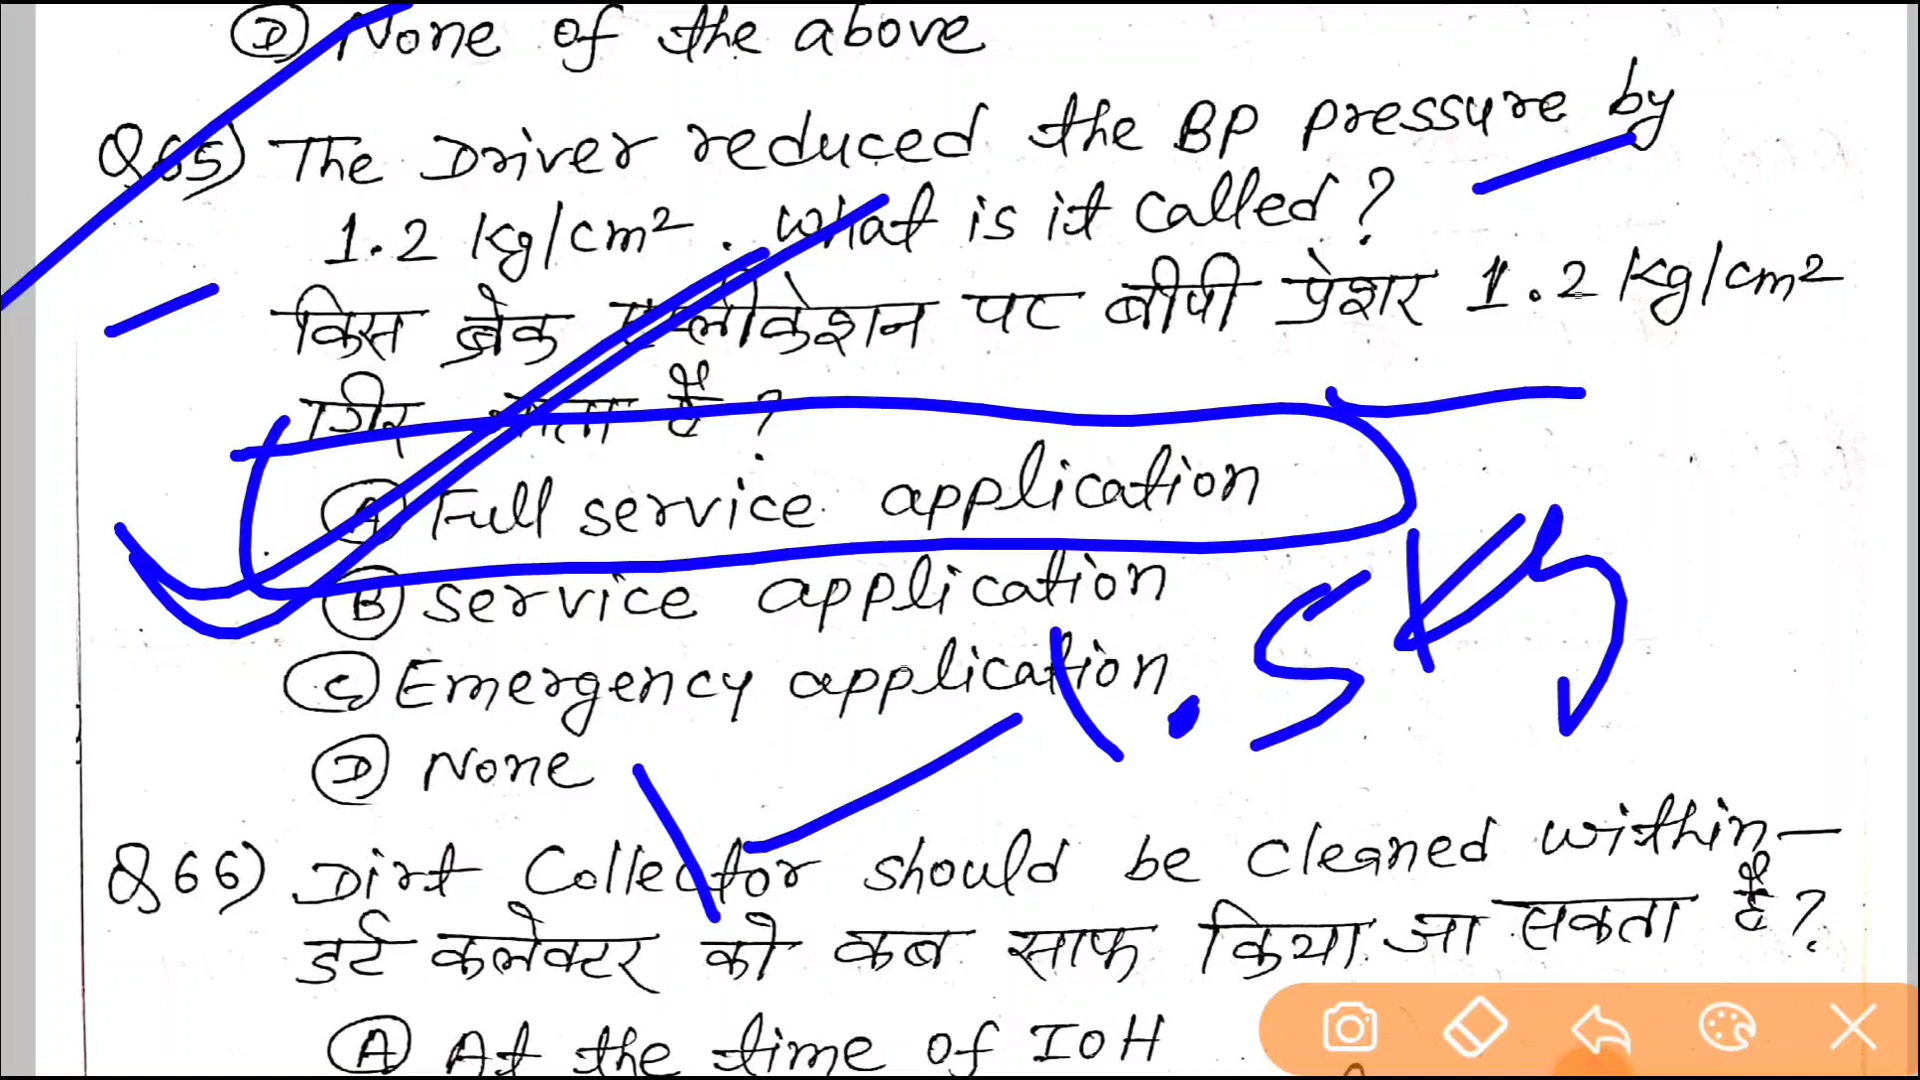 (D) None of the above
Q65) The Driver reduced the BP pressure by
1.2 kg/cm². What is it called?
किस ब्रेक एप्लीकेशन पर बीपी प्रेशर 1.2 kg/cm²
गिर जाता है ?
(A) Full service application
(B) service application
(C) Emergency application
(D) None
1.5 kg
Q66) Dirt Collector should be cleaned within—
डर्ट कलेक्टर को कब साफ किया जा सकता है ?
(A) At the time of IOH